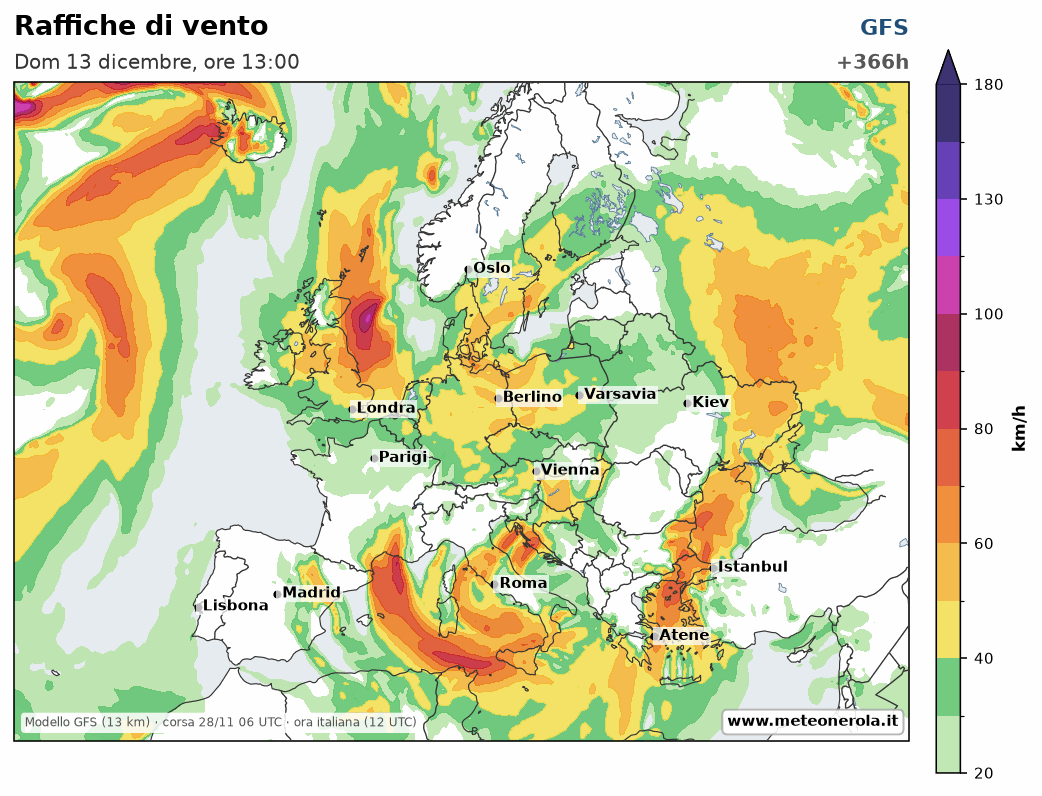 Raffiche di vento
GFS
Dom 13 dicembre, ore 13:00
+366h
180
130
100
80
60
40
20
km/h
Oslo
Berlino
Varsavia
Kiev
Londra
Parigi
Vienna
Istanbul
Roma
Madrid
Lisbona
Atene
Modello GFS (13 km) · corsa 28/11 06 UTC · ora italiana (12 UTC)
www.meteonerola.it